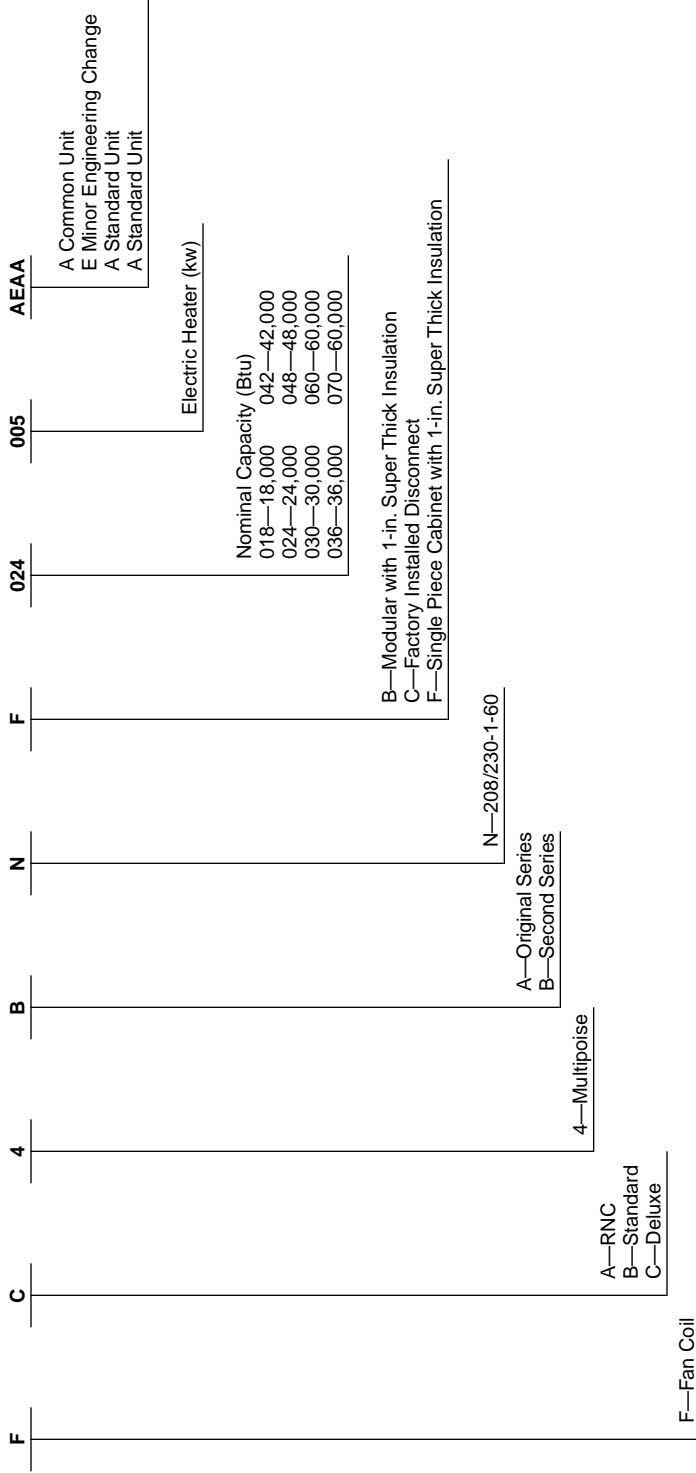 F C 4 B N F 024 005 AEAA
A Common Unit
E Minor Engineering Change
A Standard Unit
A Standard Unit
Electric Heater (kw)
Nominal Capacity (Btu)
018—18,000 042—42,000
024—24,000 048—48,000
030—30,000 060—60,000
036—36,000 070—60,000
B—Modular with 1-in. Super Thick Insulation
C—Factory Installed Disconnect
F—Single Piece Cabinet with 1-in. Super Thick Insulation
N—208/230-1-60
A—Original Series
B—Second Series
4—Multipoise
A—RNC
B—Standard
C—Deluxe
F—Fan Coil